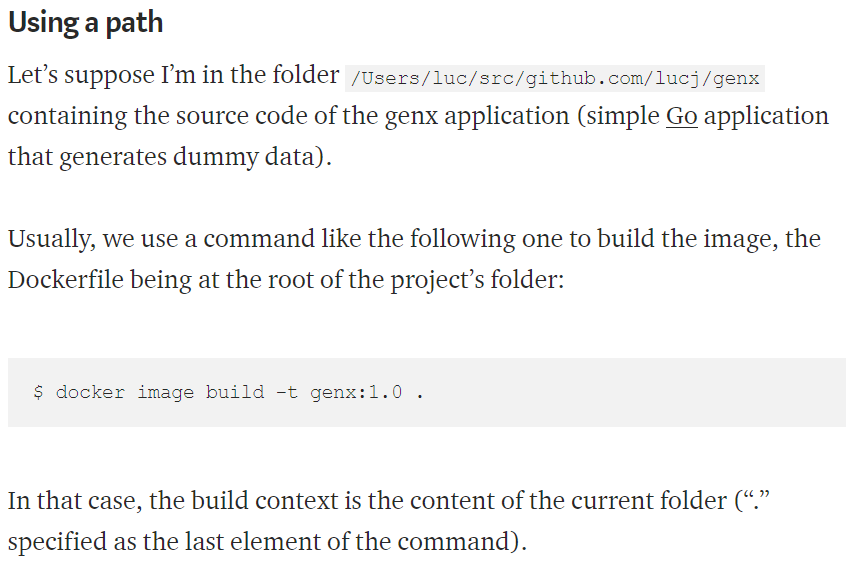 Using a path
Let’s suppose I’m in the folder /Users/luc/src/github.com/lucj/genx
containing the source code of the genx application (simple Go application
that generates dummy data).
Usually, we use a command like the following one to build the image, the
Dockerfile being at the root of the project’s folder:
$ docker image build -t genx:1.0 .
In that case, the build context is the content of the current folder (“.”
specified as the last element of the command).